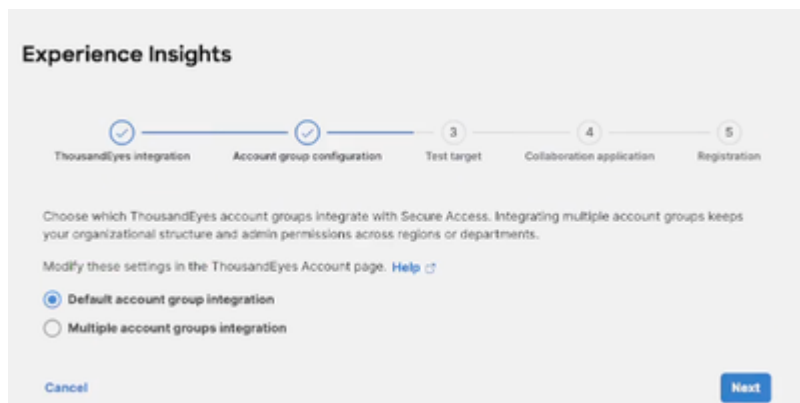 Experience Insights
3
4
5
ThousandEyes integration
Account group configuration
Test target
Collaboration application
Registration
Choose which ThousandEyes account groups integrate with Secure Access. Integrating multiple account groups keeps
your organizational structure and admin permissions across regions or departments.
Modify these settings in the ThousandEyes Account page. Help
Default account group integration
Multiple account groups integration
Cancel
Next